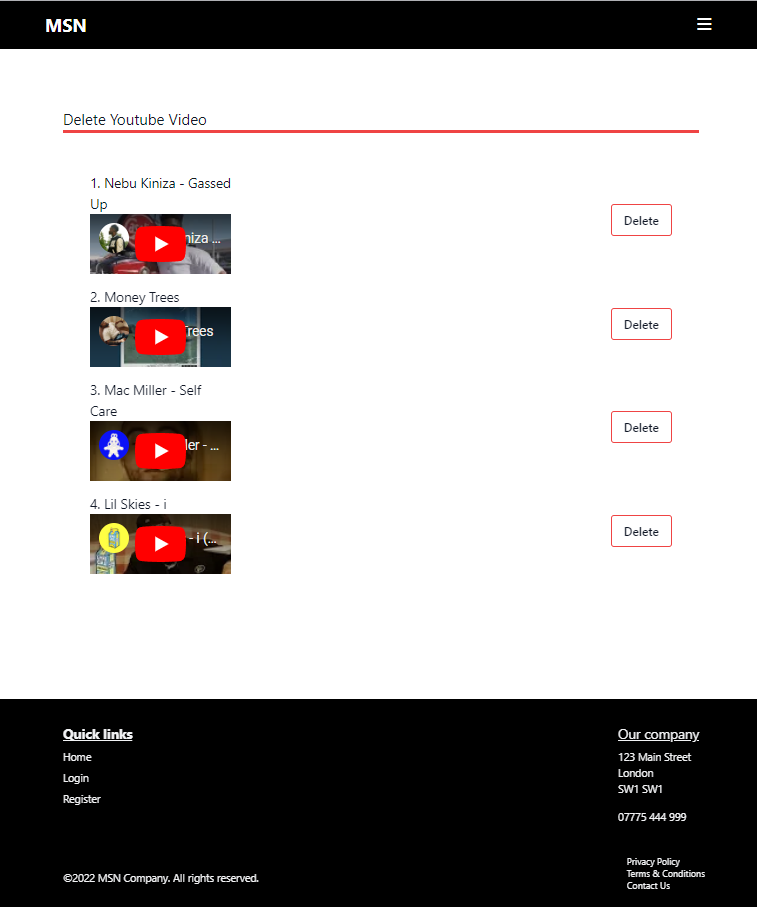 MSN
Delete Youtube Video
1. Nebu Kiniza - Gassed
Up
niza ...
Delete
2. Money Trees
Trees
Delete
3. Mac Miller - Self
Care
ler - ...
Delete
4. Lil Skies - i
- i (...
Delete
Quick links
Home
Login
Register
Our company
123 Main Street
London
SW1 SW1
07775 444 999
©2022 MSN Company. All rights reserved.
Privacy Policy
Terms & Conditions
Contact Us